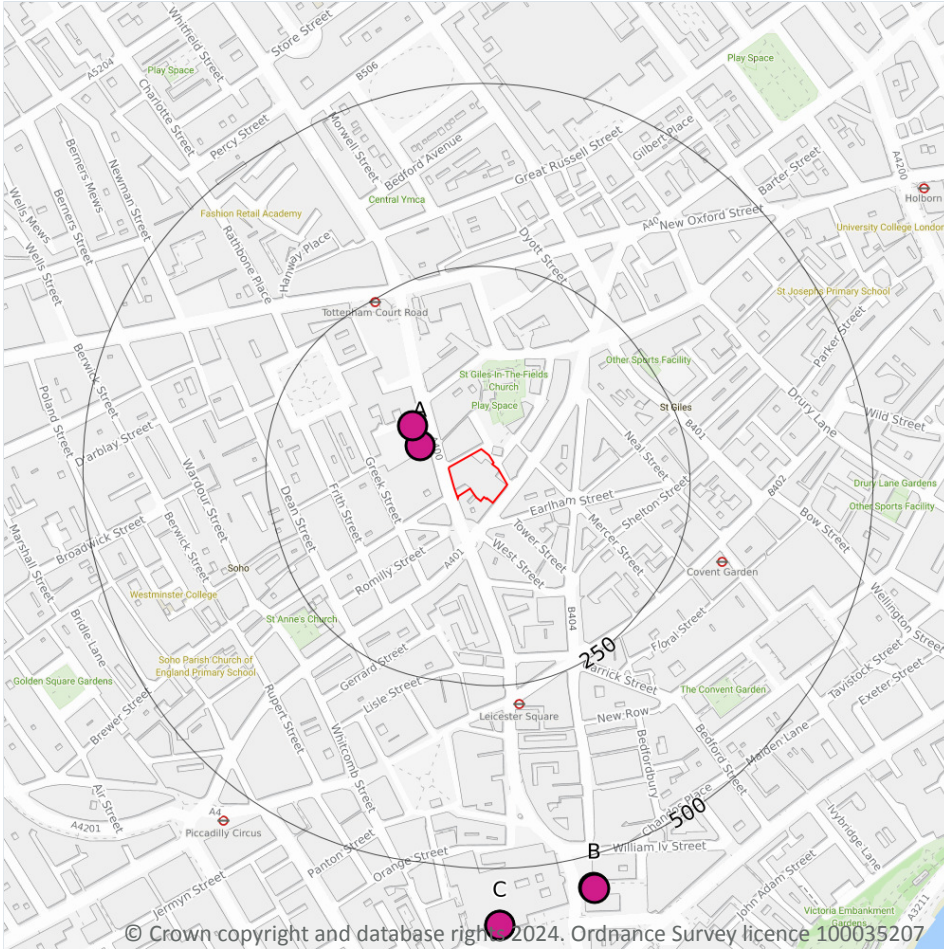 Whitfield Street
Store Street
A5204
Play Space
B506
Play Space
Charlotte Street
Percy Street
Morwell Street
Bedford Avenue
Great Russell Street
Gilbert Place
Barter Street
A4200
Holborn
Berners Mews
Newman Street
Berners Street
Wells Mews
Wells Street
Central Ymca
Fashion Retail Academy
Rathbone Place
Hanway Place
Dyott Street
A40
New Oxford Street
University College London
St Josephs Primary School
Tottenham Court Road
Parker Street
Berwick Street
Poland Street
D'arblay Street
St Giles-In-The-Fields
Church
Play Space
Other Sports Facility
St Giles
Drury Lane
Wild Street
A
A400
B401
Neal Street
Greek Street
Frith Street
Dean Street
Wardour Street
Berwick Street
Broadwick Street
Marshall Street
Earlham Street
Shelton Street
Mercer Street
Tower Street
West Street
B402
Bow Street
Drury Lane Gardens
Other Sports Facility
Soho
Romilly Street
A401
Covent Garden
Westminster College
St Anne's Church
B404
Floral Street
Wellington Street
Bridle Lane
Soho Parish Church of
England Primary School
Golden Square Gardens
Gerrard Street
Lisle Street
250
Garrick Street
The Convent Garden
Tavistock Street
Exeter Street
Brewer Street
Rupert Street
Whitcomb Street
Leicester Square
New Row
Bedfordbury
Bedford Street
Maiden Lane
Air Street
A4
A4201
Piccadilly Circus
Panton Street
Orange Street
Jermyn Street
Chandos Place
500
William Iv Street
B
C
John Adam Street
Ivybridge Lane
Victoria Embankment
Gardens
A3211
© Crown copyright and database rights 2024. Ordnance Survey licence 100035207